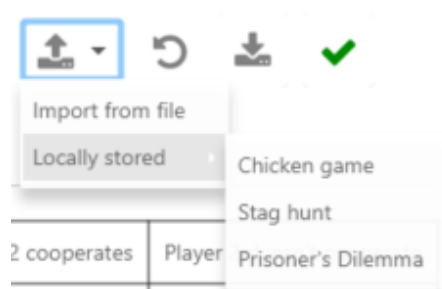 Import from file
Locally stored
Chicken game
Stag hunt
2 cooperates
Player
Prisoner's Dilemma